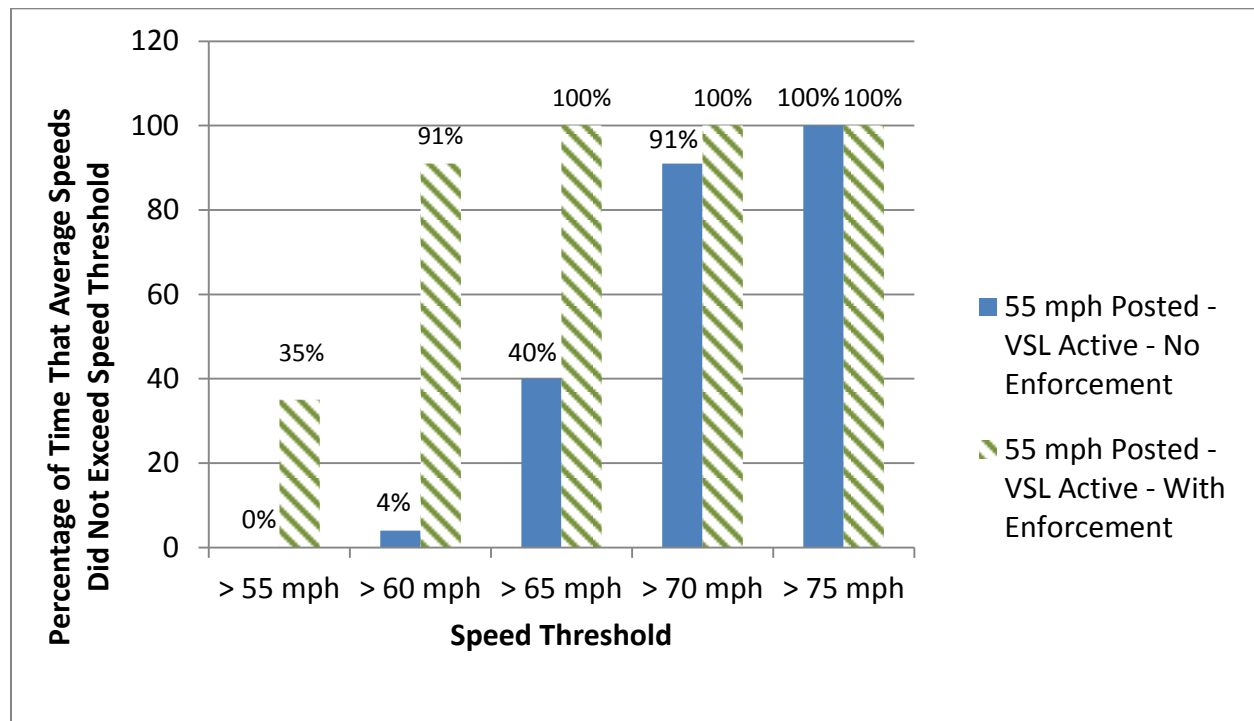 Percentage of Time That Average Speeds
Did Not Exceed Speed Threshold
120
100
80
60
40
20
0
0%
35%
4%
91%
40%
100%
91%
100%
100%
100%
> 55 mph
> 60 mph
> 65 mph
> 70 mph
> 75 mph
Speed Threshold
55 mph Posted -
VSL Active - No
Enforcement
55 mph Posted -
VSL Active - With
Enforcement